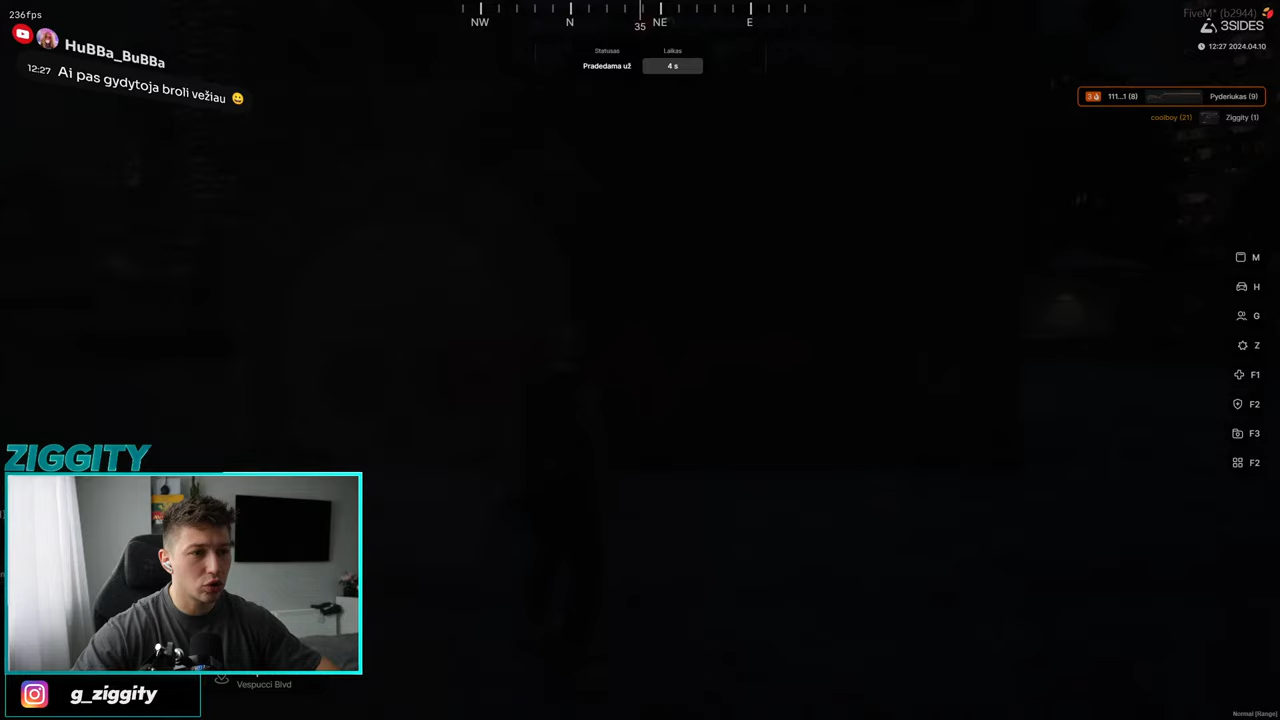 236fps
NW
N
35
NE
E
FiveM* (b2944)
3SIDES
12:27 2024.04.10
HuBBa_BuBBa
12:27 Ai pas gydytoja broli vežiau
Statusas
Laikas
Pradedama už
4 s
3
111...1 (8)
Pyderiukas (9)
coolboy (21)
Ziggity (1)
M
H
G
Z
F1
F2
F3
F2
ZIGGITY
g_ziggity
Vespucci Blvd
Normal [Range]